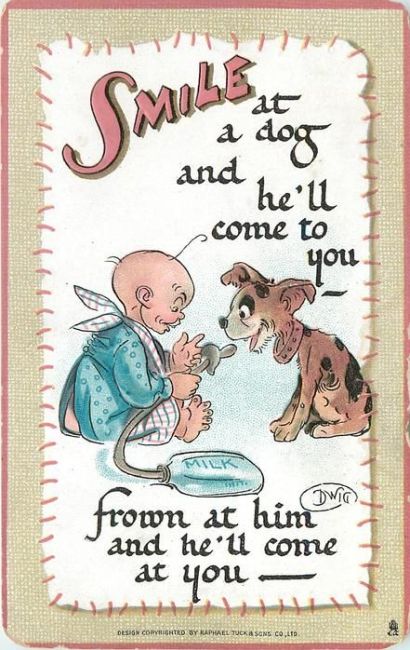 SMILE at
a dog
and
he'll
come to
you —
MILK
DWIG
frown at him
and he'll come
at you —
DESIGN COPYRIGHTED BY RAPHAEL TUCK & SONS CO., LTD.